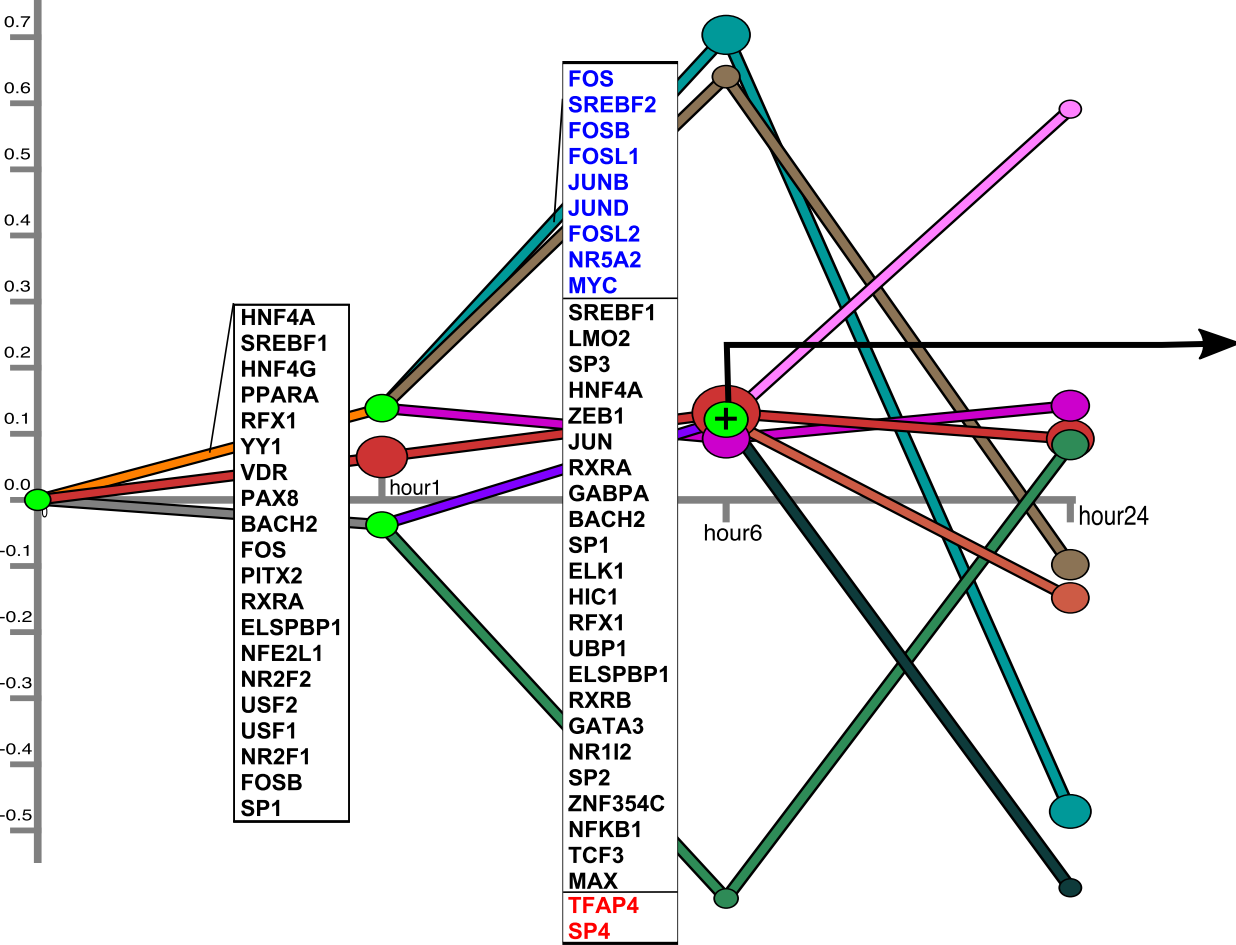 0.7
0.6
0.5
0.4
0.3
0.2
0.1
0.0
-0.1
-0.2
-0.3
-0.4
-0.5
0
HNF4A
SREBF1
HNF4G
PPARA
RFX1
YY1
VDR
PAX8
BACH2
FOS
PITX2
RXRA
ELSPBP1
NFE2L1
NR2F2
USF2
USF1
NR2F1
FOSB
SP1
hour1
FOS
SREBF2
FOSB
FOSL1
JUNB
JUND
FOSL2
NR5A2
MYC
SREBF1
LMO2
SP3
HNF4A
ZEB1
JUN
RXRA
GABPA
BACH2
SP1
ELK1
HIC1
RFX1
UBP1
ELSPBP1
RXRB
GATA3
NR1I2
SP2
ZNF354C
NFKB1
TCF3
MAX
TFAP4
SP4
+
hour6
hour24